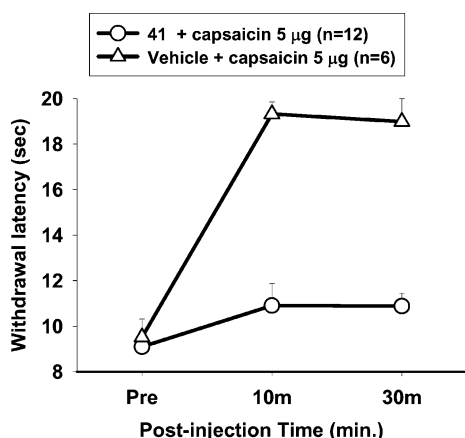 41 + capsaicin 5 μg (n=12)
Vehicle + capsaicin 5 μg (n=6)
Withdrawal latency (sec)
20
18
16
14
12
10
8
Pre 10m 30m
Post-injection Time (min.)